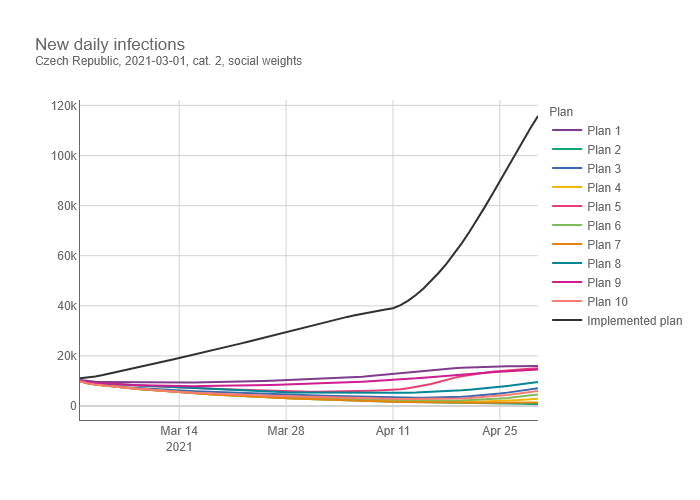 New daily infections
Czech Republic, 2021-03-01, cat. 2, social weights
120k
100k
80k
60k
40k
20k
0
Mar 14
2021
Mar 28
Apr 11
Apr 25
Plan
Plan 1
Plan 2
Plan 3
Plan 4
Plan 5
Plan 6
Plan 7
Plan 8
Plan 9
Plan 10
Implemented plan